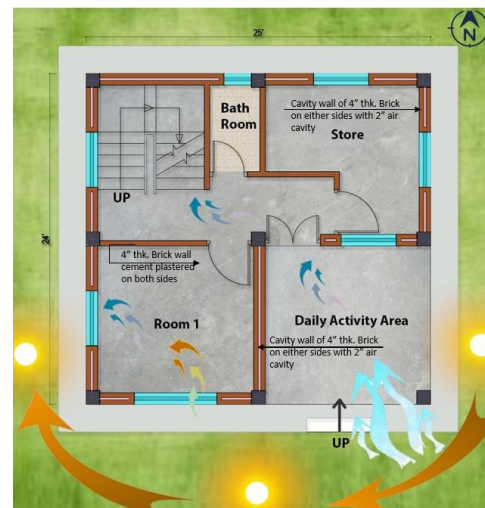 25'
N
Bath
Room
Cavity wall of 4" thk. Brick
on either sides with 2" air
cavity
Store
UP
24'
4" thk. Brick wall
cement plastered
on both sides
Room 1
Daily Activity Area
Cavity wall of 4" thk. Brick
on either sides with 2" air
cavity
UP